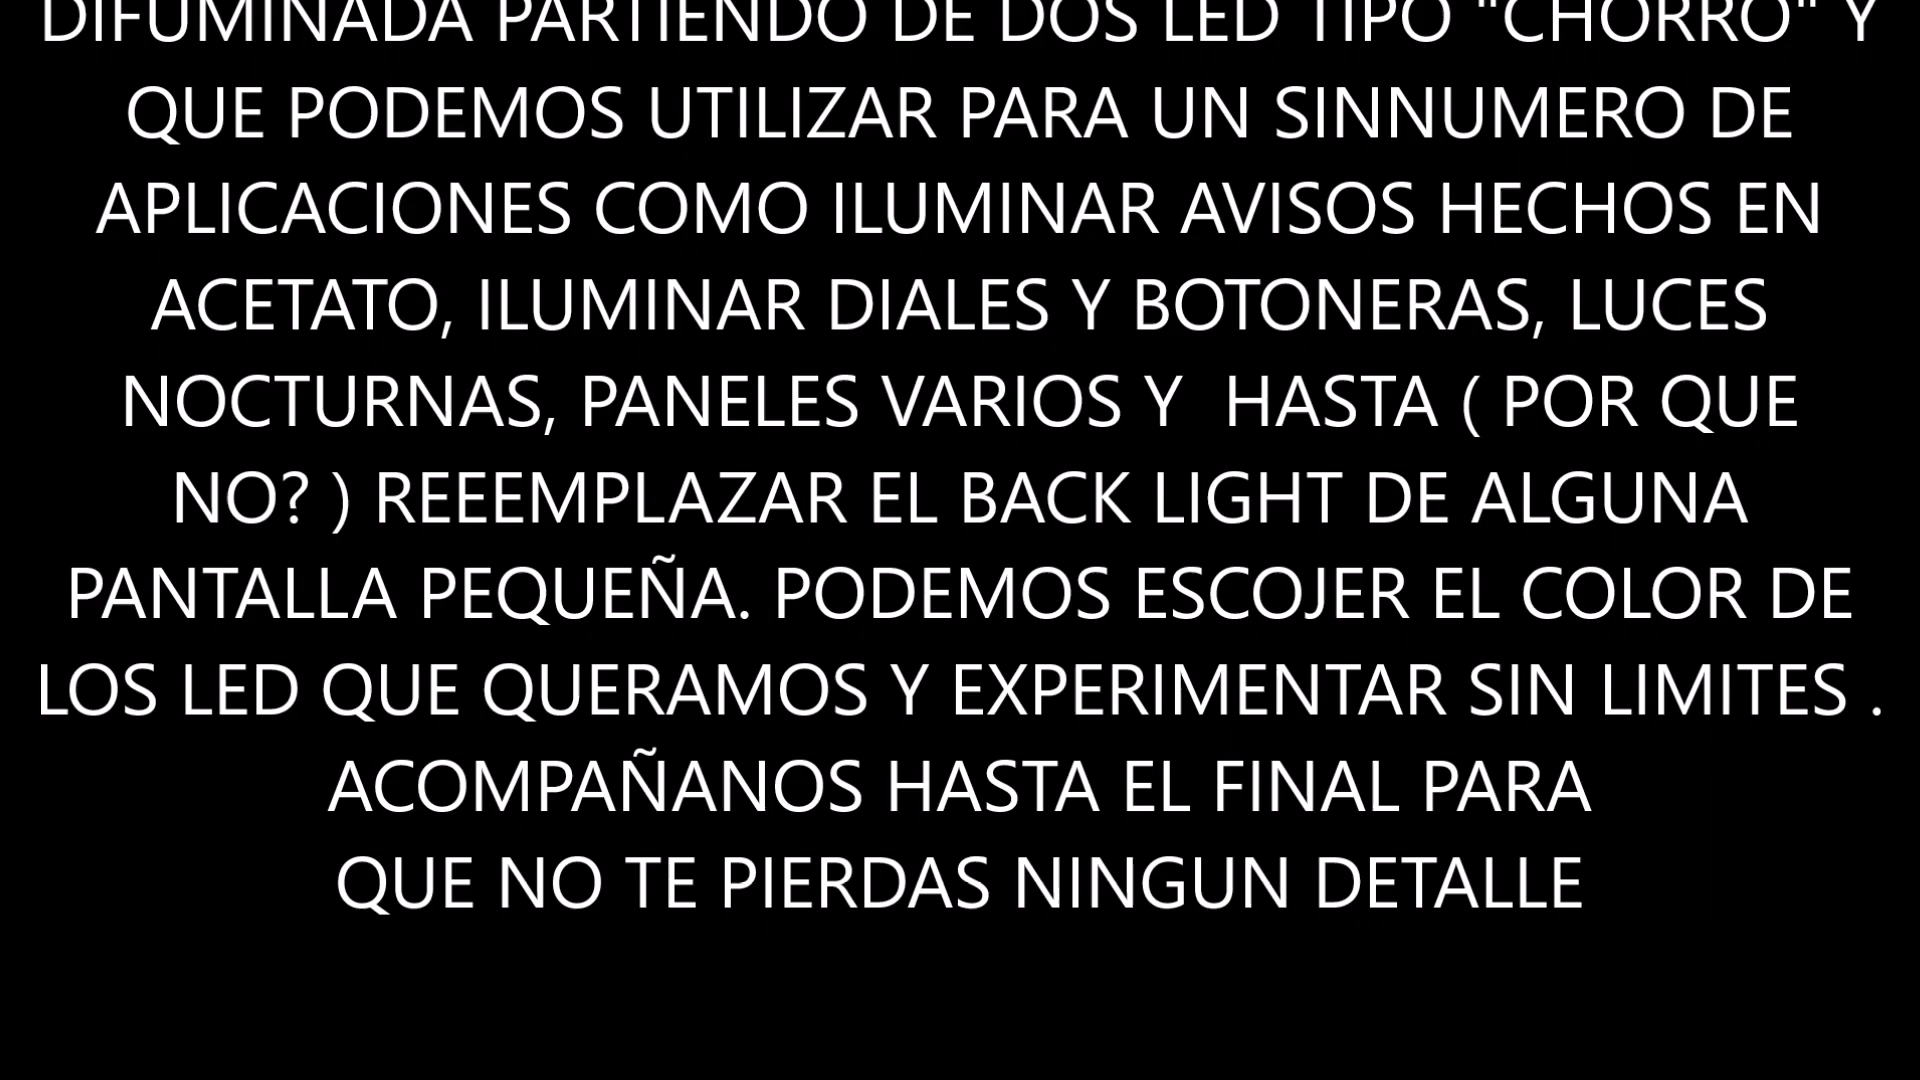 DIFUMINADA PARTIENDO DE DOS LED TIPO "CHORRO" Y
QUE PODEMOS UTILIZAR PARA UN SINNUMERO DE
APLICACIONES COMO ILUMINAR AVISOS HECHOS EN
ACETATO, ILUMINAR DIALES Y BOTONERAS, LUCES
NOCTURNAS, PANELES VARIOS Y  HASTA ( POR QUE
NO? ) REEEMPLAZAR EL BACK LIGHT DE ALGUNA
PANTALLA PEQUEÑA. PODEMOS ESCOJER EL COLOR DE
LOS LED QUE QUERAMOS Y EXPERIMENTAR SIN LIMITES .
ACOMPAÑANOS HASTA EL FINAL PARA
QUE NO TE PIERDAS NINGUN DETALLE